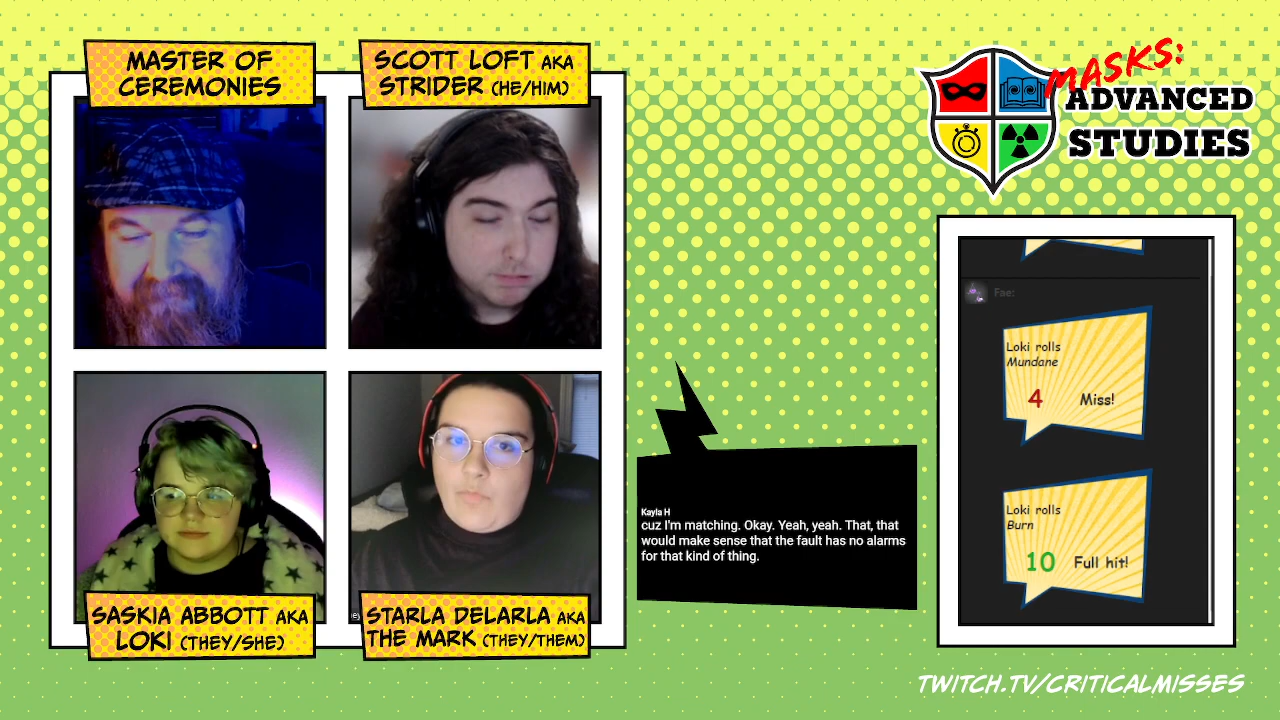 MASTER OF
CEREMONIES
SCOTT LOFT AKA
STRIDER (HE/HIM)
SASKIA ABBOTT AKA
LOKI (THEY/SHE)
STARLA DELARLA AKA
THE MARK (THEY/THEM)
Kayla H
cuz I'm matching. Okay. Yeah, yeah. That, that
would make sense that the fault has no alarms
for that kind of thing.
MASKS:
ADVANCED
STUDIES
Fae:
Loki rolls
Mundane
4 Miss!
Loki rolls
Burn
10 Full hit!
TWITCH.TV/CRITICALMISSES